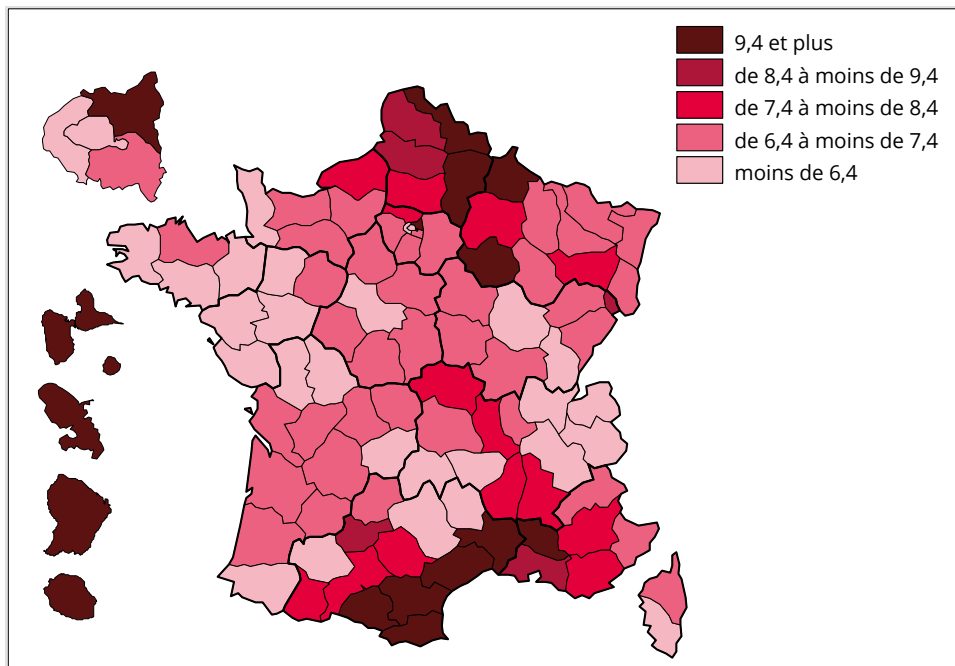 9,4 et plus
de 8,4 à moins de 9,4
de 7,4 à moins de 8,4
de 6,4 à moins de 7,4
moins de 6,4